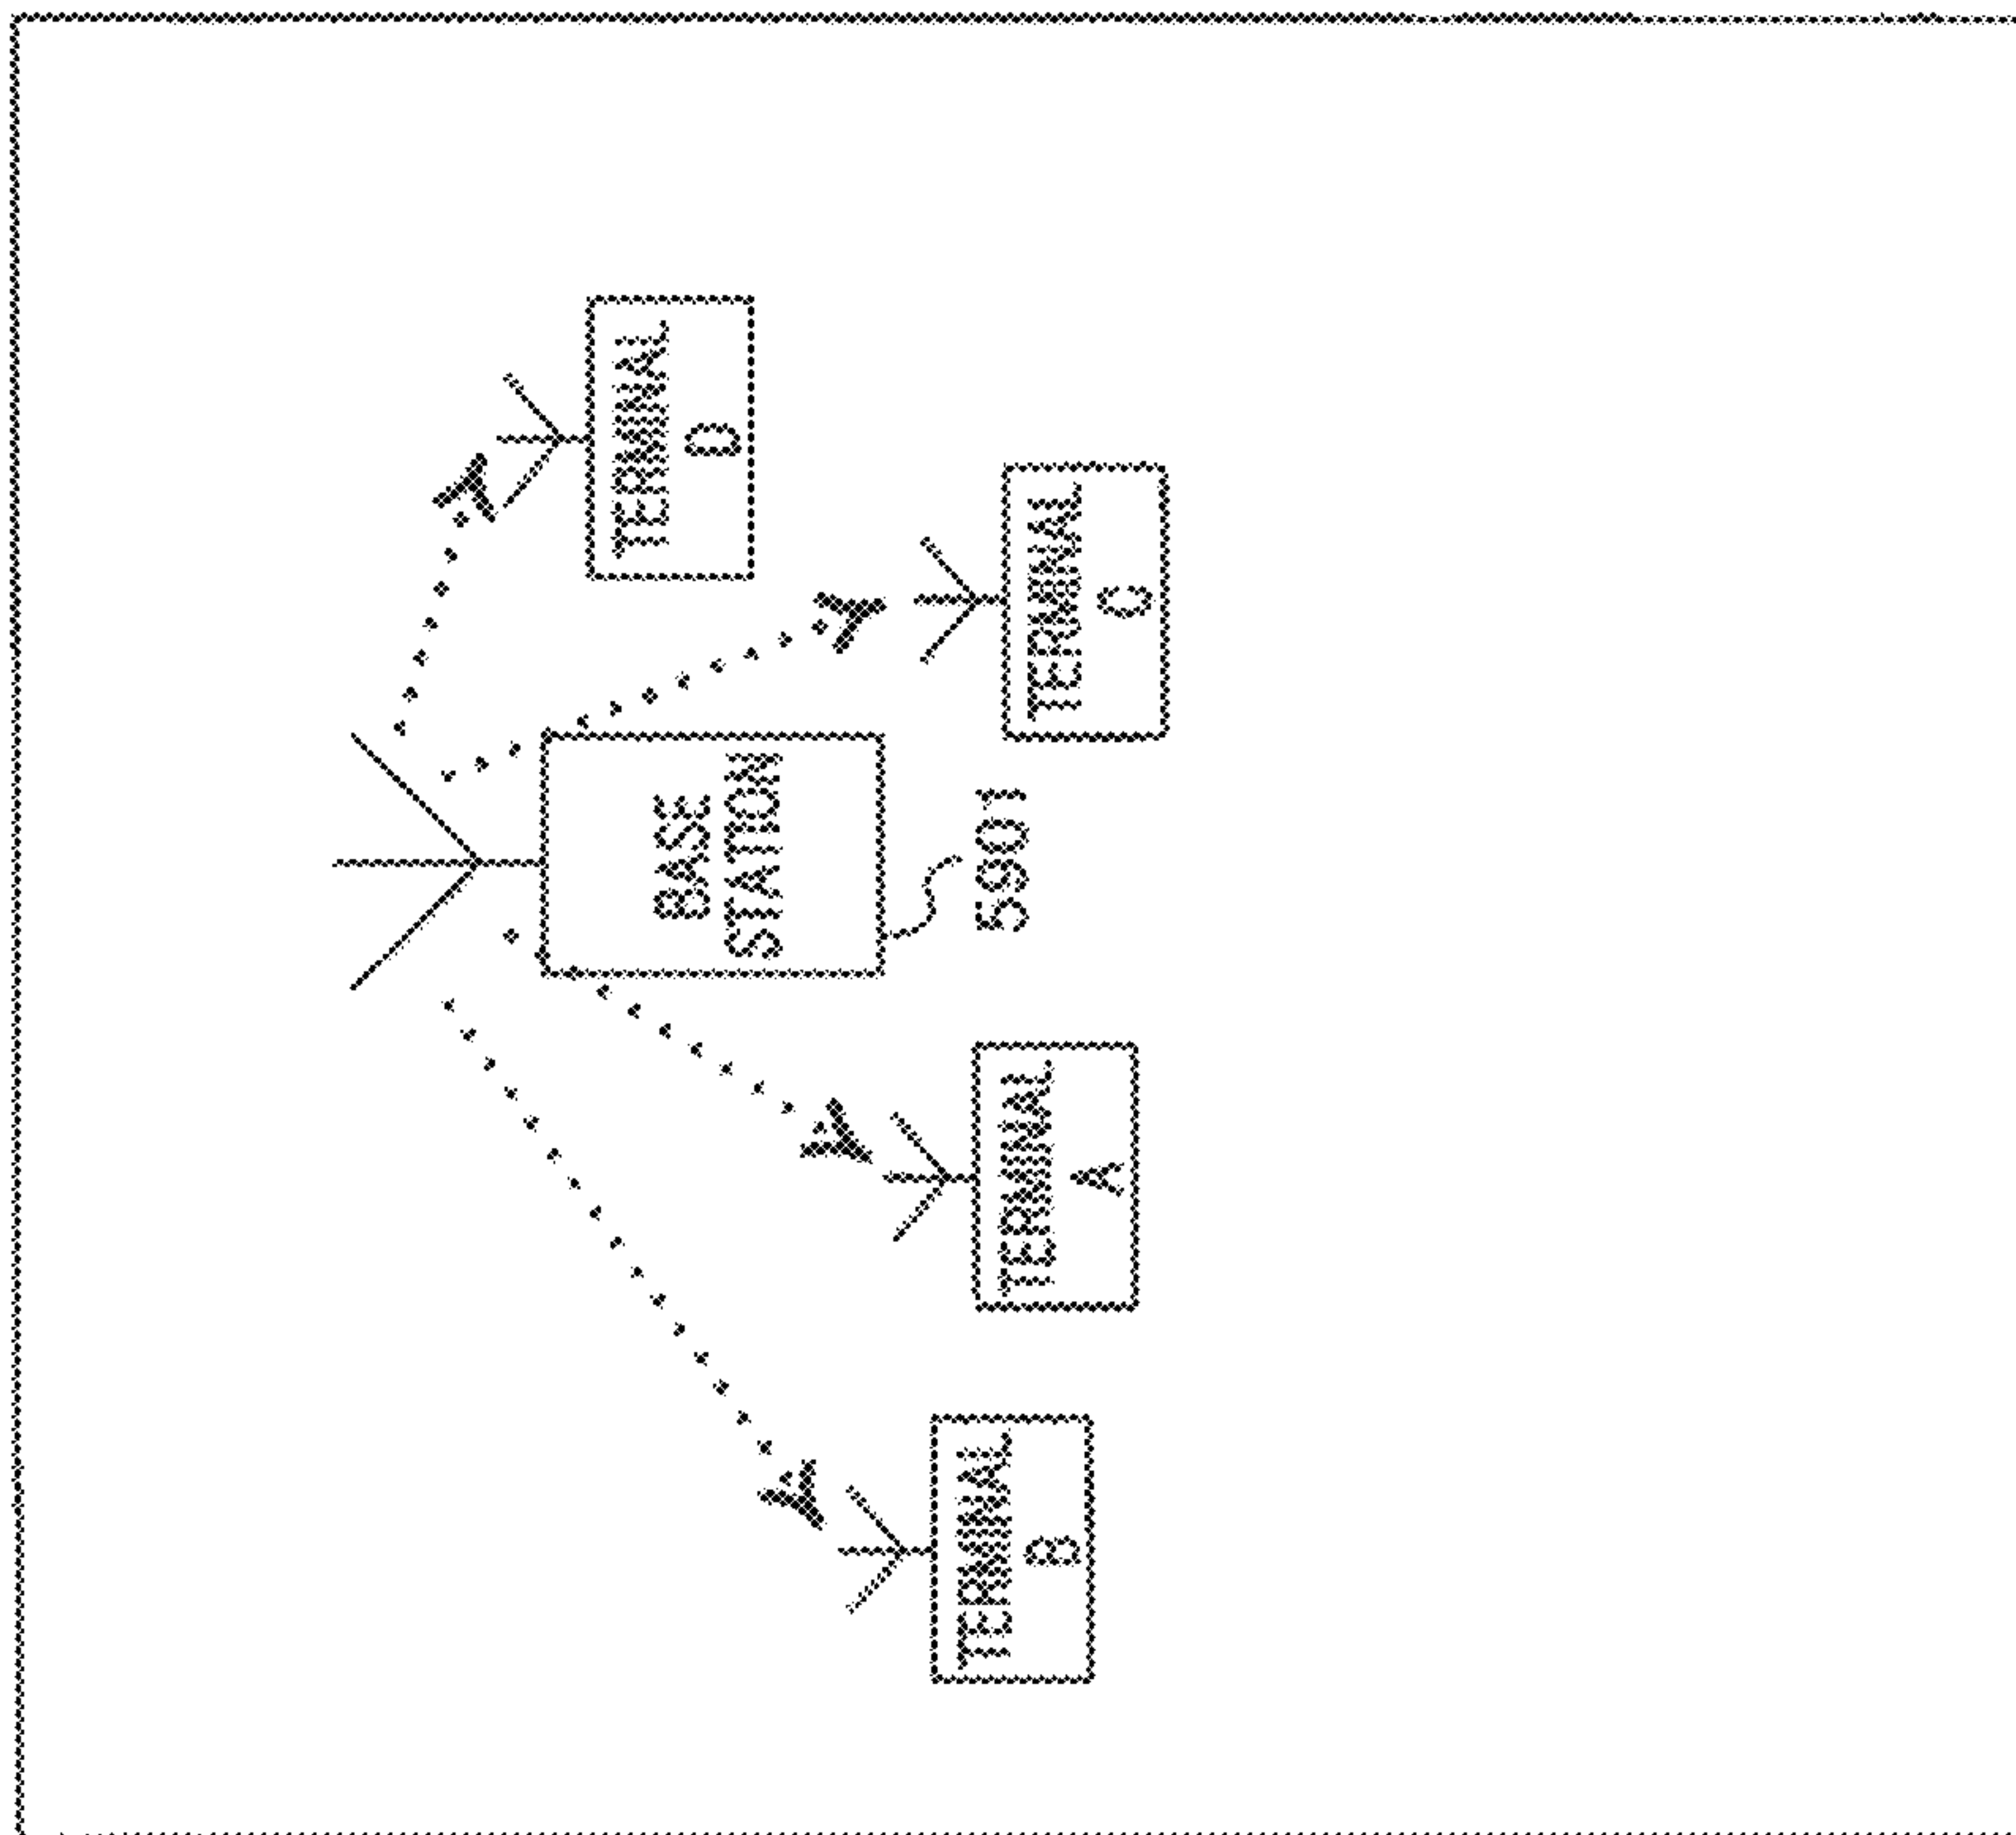 TERMINAL
D
TERMINAL
C
BASE
STATION
5901
TERMINAL
A
TERMINAL
B